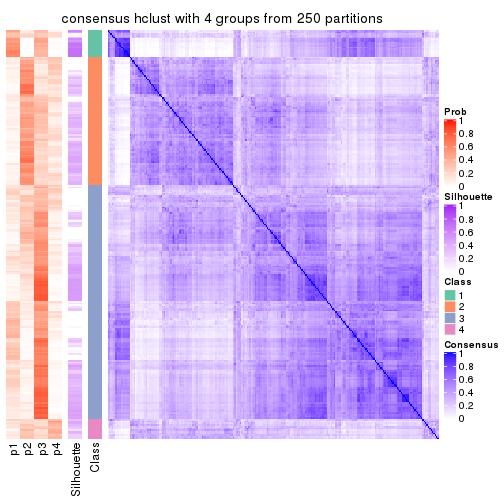 consensus hclust with 4 groups from 250 partitions
Prob
1
0.8
0.6
0.4
0.2
0
Silhouette
1
0.8
0.6
0.4
0.2
0
Class
1
2
3
4
Consensus
1
0.8
0.6
0.4
0.2
0
p1
p2
p3
p4
Silhouette
Class